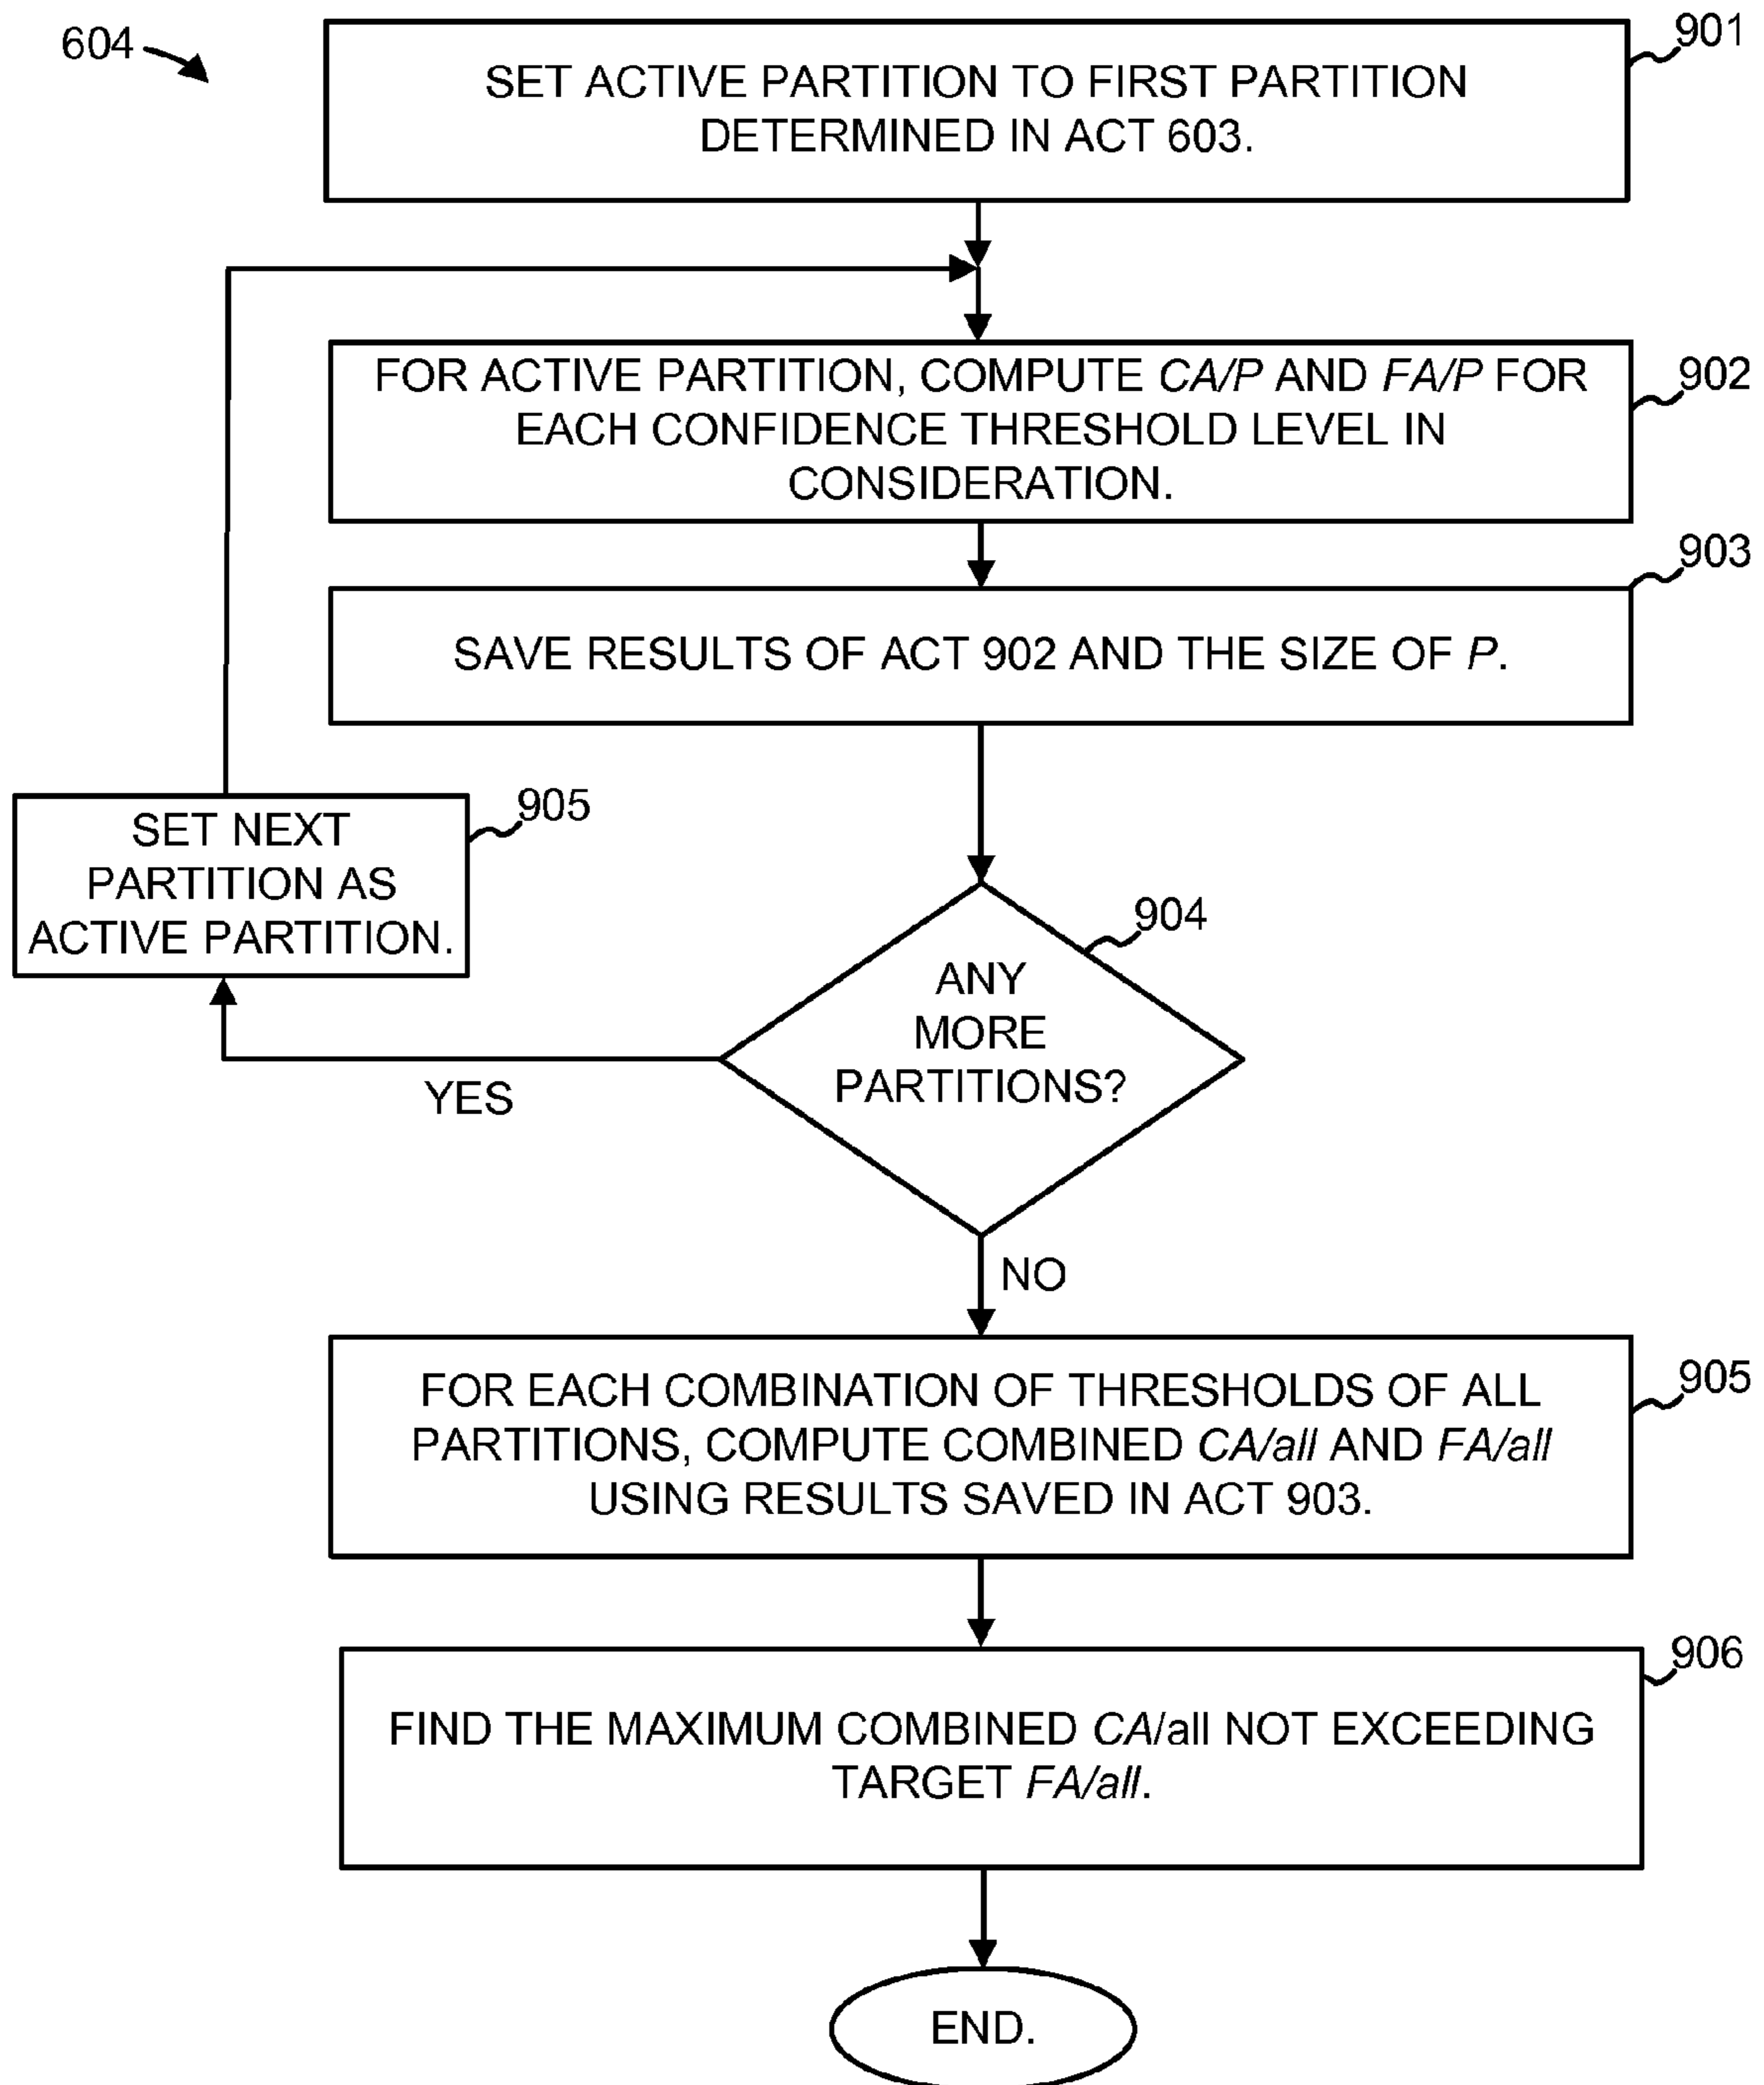 604
901
SET ACTIVE PARTITION TO FIRST PARTITION
DETERMINED IN ACT 603.
FOR ACTIVE PARTITION, COMPUTE CA/P AND FA/P FOR
EACH CONFIDENCE THRESHOLD LEVEL IN
CONSIDERATION.
902
903
SAVE RESULTS OF ACT 902 AND THE SIZE OF P.
SET NEXT
PARTITION AS
ACTIVE PARTITION.
905
904
ANY
MORE
PARTITIONS?
YES
NO
FOR EACH COMBINATION OF THRESHOLDS OF ALL
PARTITIONS, COMPUTE COMBINED CA/all AND FA/all
USING RESULTS SAVED IN ACT 903.
905
906
FIND THE MAXIMUM COMBINED CA/all NOT EXCEEDING
TARGET FA/all.
END.